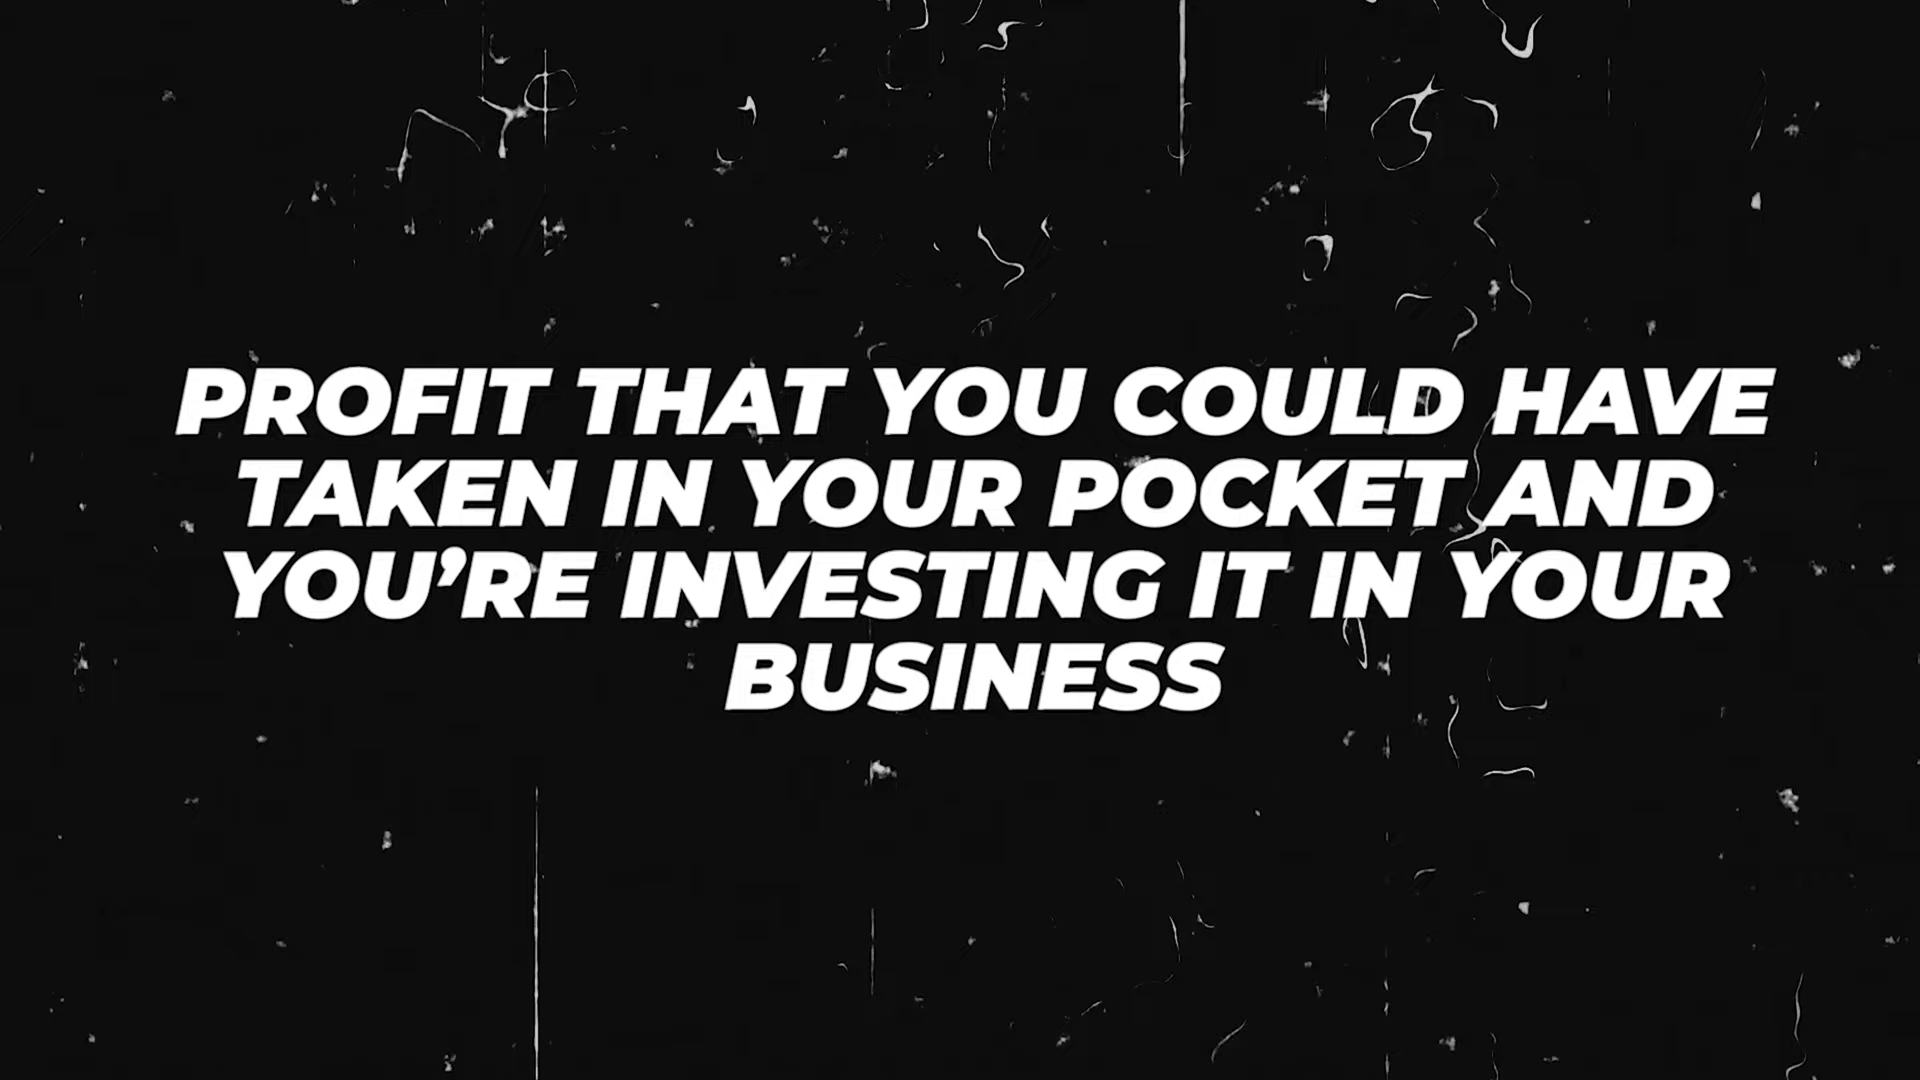 PROFIT THAT YOU COULD HAVE
TAKEN IN YOUR POCKET AND
YOU’RE INVESTING IT IN YOUR
BUSINESS